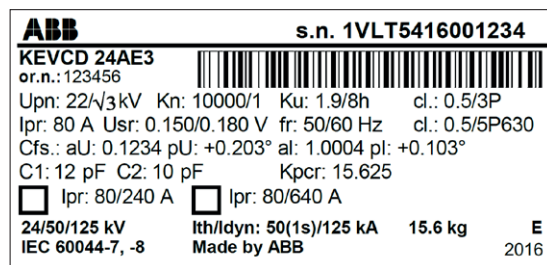 ABB s.n. 1VLT5416001234
KEVCD 24AE3
or.n.:123456
Upn: 22/√3 kV Kn: 10000/1 Ku: 1.9/8h cl.: 0.5/3P
Ipr: 80 A Usr: 0.150/0.180 V fr: 50/60 Hz cl.: 0.5/5P630
Cfs.: aU: 0.1234 pU: +0.203° aI: 1.0004 pI: +0.103°
C1: 12 pF C2: 10 pF Kpcr: 15.625
Ipr: 80/240 A Ipr: 80/640 A
24/50/125 kV Ith/Idyn: 50(1s)/125 kA 15.6 kg E
IEC 60044-7, -8 Made by ABB 2016